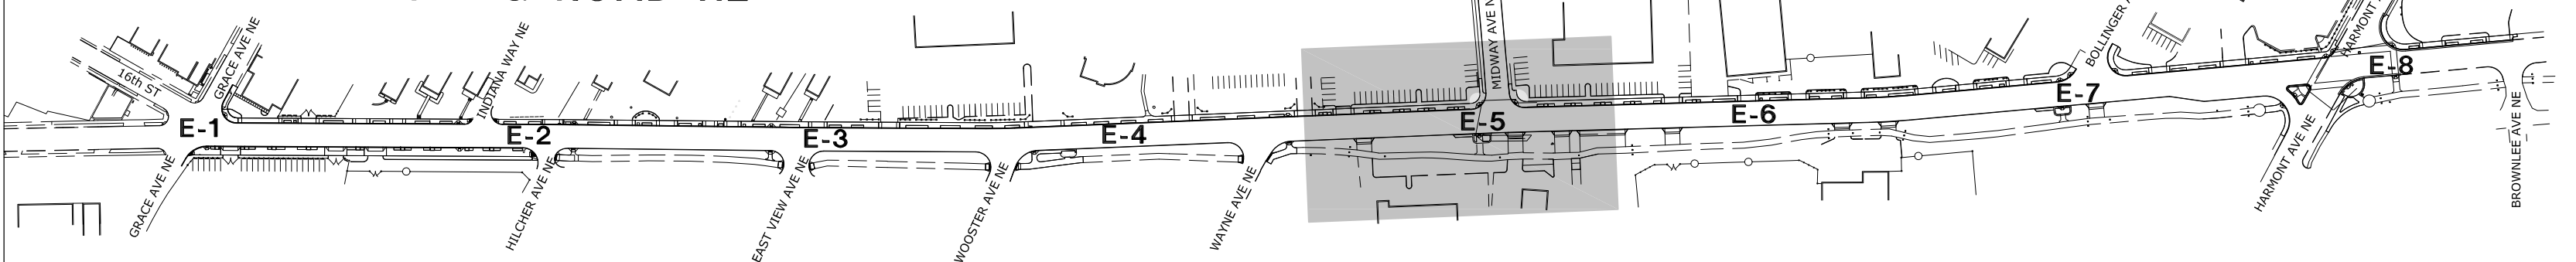 16th ST
GRACE AVE NE
INDIANA WAY NE
MIDWAY AVE N
BOLLINGER
HARMONT
E-1
E-2
E-3
E-4
E-5
E-6
E-7
E-8
GRACE AVE NE
HILCHER AVE NE
EAST VIEW AVE NE
WOOSTER AVE NE
WAYNE AVE NE
HARMONT AVE NE
BROWNLEE AVE NE